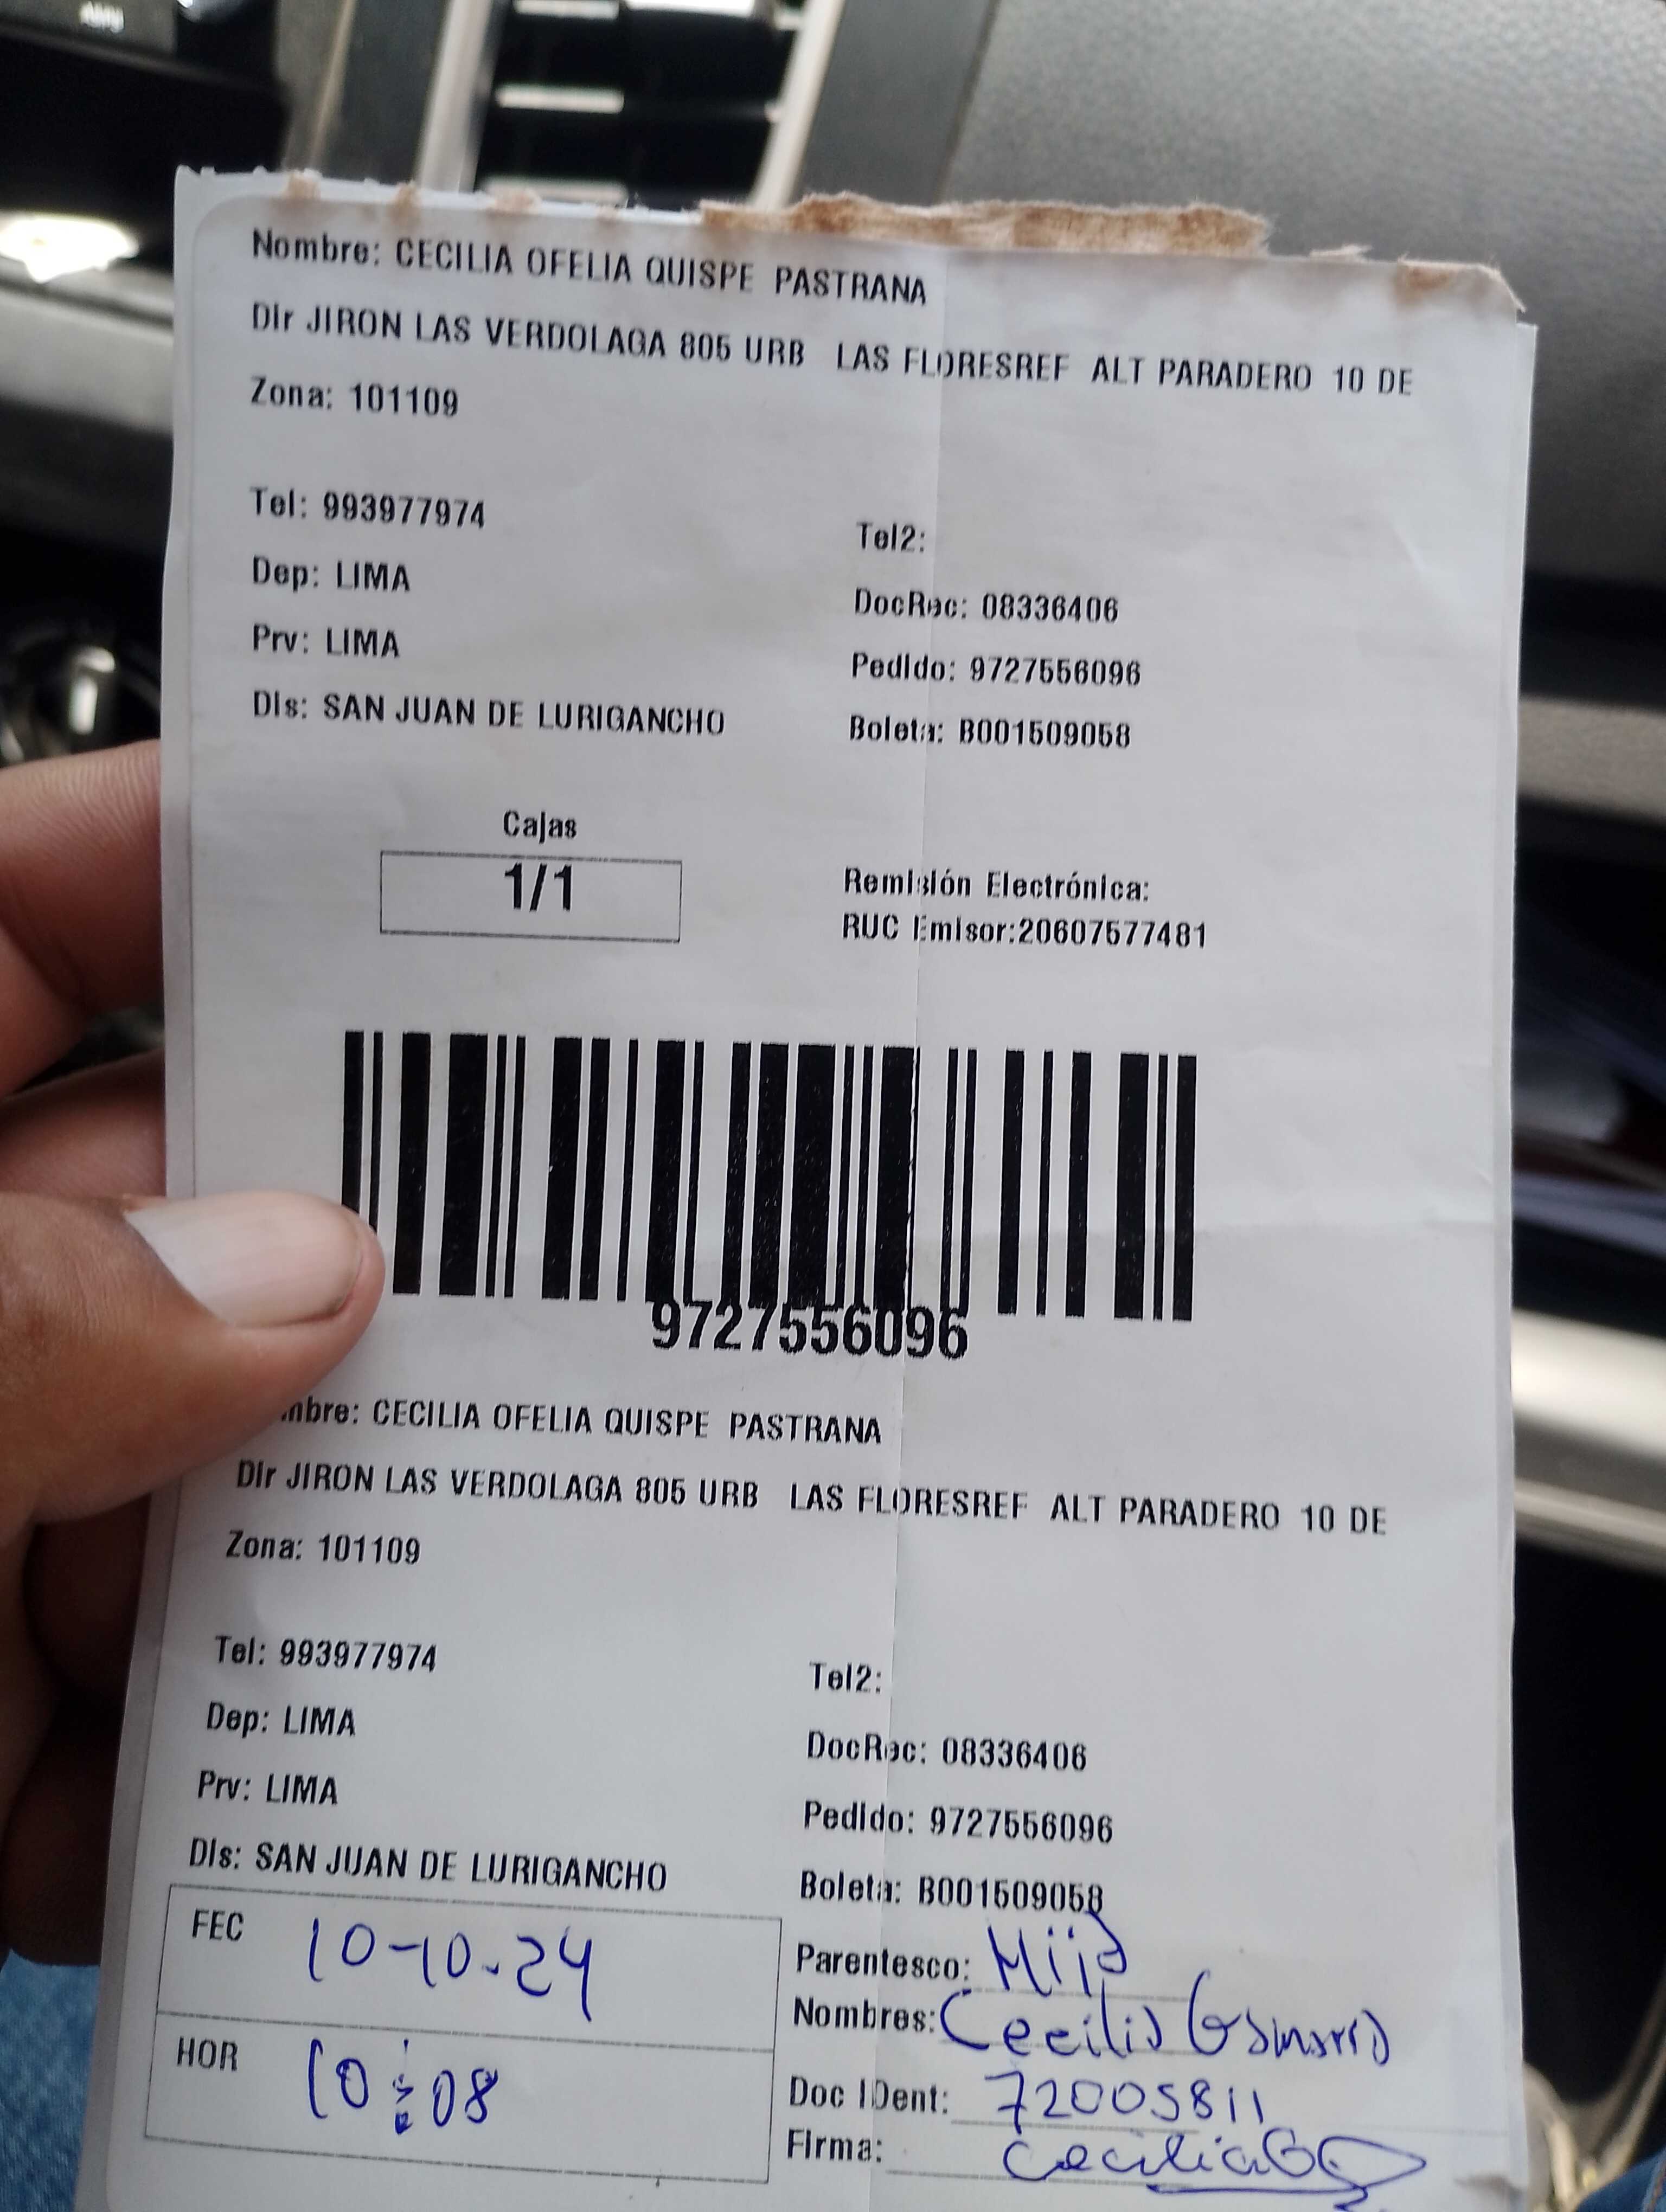 Nombre: CECILIA OFELIA QUISPE PASTRANA
Dir JIRON LAS VERDOLAGA 805 URB LAS FLORESREF ALT PARADERO 10 DE
Zona: 101109
Tel: 993977974
Tel2:
Dep: LIMA
DocRec: 08336406
Prv: LIMA
Pedido: 9727556096
Dis: SAN JUAN DE LURIGANCHO
Boleta: B001509058
Cajas
1/1
Remisión Electrónica:
RUC Emisor:20607577481
9727556096
mbre: CECILIA OFELIA QUISPE PASTRANA
Dir JIRON LAS VERDOLAGA 805 URB LAS FLORESREF ALT PARADERO 10 DE
Zona: 101109
Tel: 993977974
Tel2:
Dep: LIMA
DocRec: 08336406
Prv: LIMA
Pedido: 9727556096
Dis: SAN JUAN DE LURIGANCHO
Boleta: B001509058
FEC 10-10-24
Parentesco: Hija
Nombres: Cecilia Gamarra
HOR 10:08
Doc IDent: 72005811
Firma: Cecilia